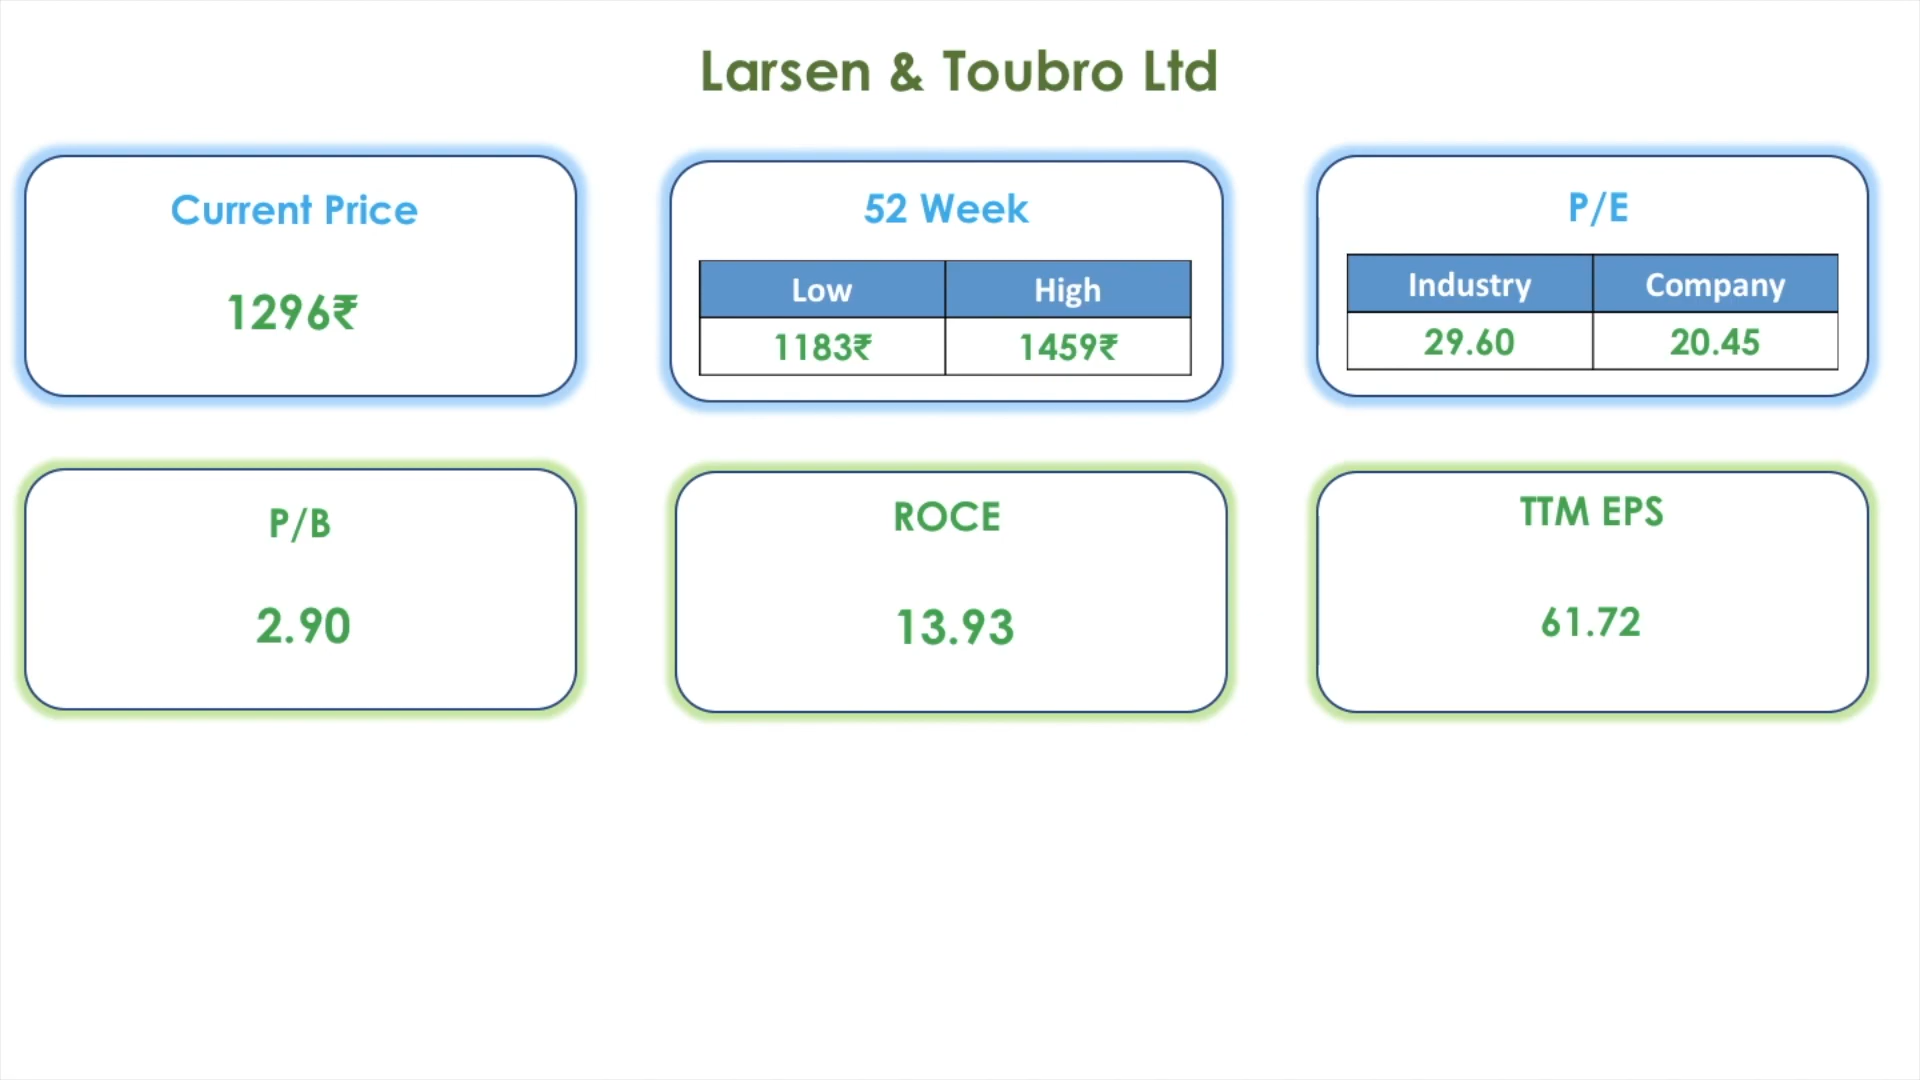 Larsen & Toubro Ltd
Current Price
1296₹
52 Week
Low High
1183₹ 1459₹
P/E
Industry Company
29.60 20.45
P/B
2.90
ROCE
13.93
TTM EPS
61.72